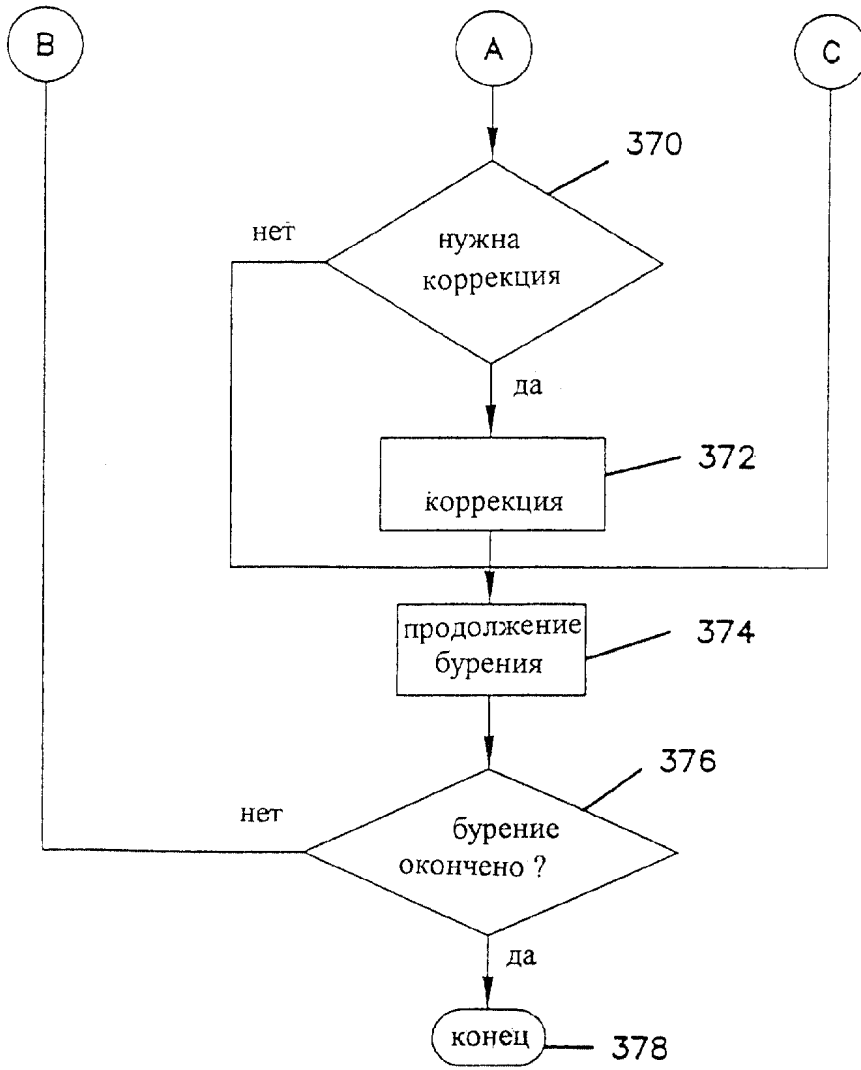 B
A
C
370
нет
нужна
коррекция
да
372
коррекция
продолжение
бурения
374
376
нет
бурение
окончено ?
да
конец
378